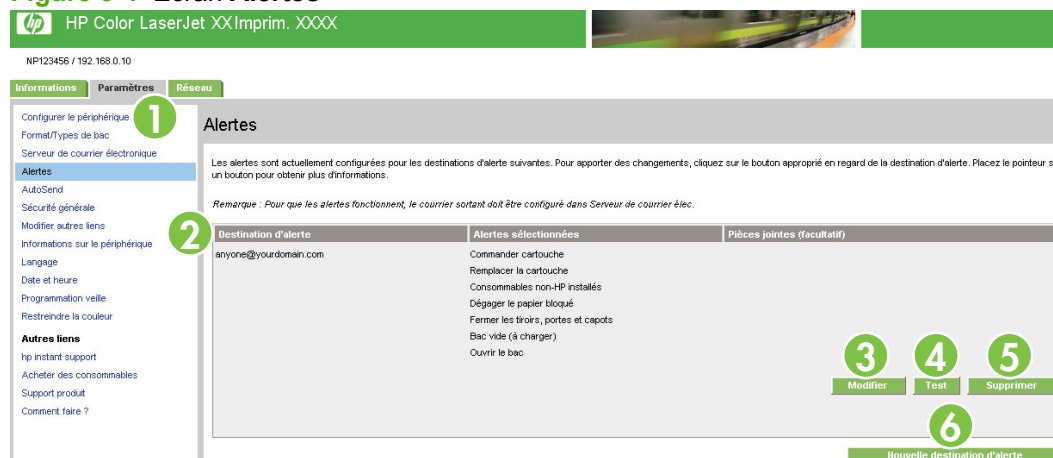 Figure 3-4 Écran Alertes
hp HP Color LaserJet XXImprim. XXXX
NP123456 / 192.168.0.10
Informations Paramètres Réseau
1
Configurer le périphérique
Format/Types de bac
Serveur de courrier électronique
Alertes
AutoSend
Sécurité générale
Modifier autres liens
Informations sur le périphérique
Langage
Date et heure
Programmation veille
Restreindre la couleur
Autres liens
hp instant support
Acheter des consommables
Support produit
Comment faire ?
Alertes
Les alertes sont actuellement configurées pour les destinations d'alerte suivantes. Pour apporter des changements, cliquez sur le bouton approprié en regard de la destination d'alerte. Placez le pointeur s
un bouton pour obtenir plus d'informations.
Remarque : Pour que les alertes fonctionnent, le courrier sortant doit être configuré dans Serveur de courrier élec.
2
Destination d'alerte Alertes sélectionnées Pièces jointes (facultatif)
anyone@yourdomain.com Commander cartouche
Remplacer la cartouche
Consommables non-HP installés
Dégager le papier bloqué
Fermer les tiroirs, portes et capots
Bac vide (à charger)
Ouvrir le bac
3 4 5
Modifier Test Supprimer
6
Nouvelle destination d'alerte